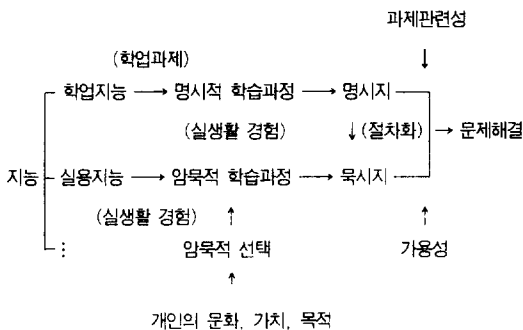 과제관련성
(학업과제)
학업지능 → 명시적 학습과정 → 명시지
(실생활 경험) ↓ (절차화) → 문제해결
지능 실용지능 → 암묵적 학습과정 → 묵시지
(실생활 경험)
⋮ 암묵적 선택 가용성
개인의 문화, 가치, 목적